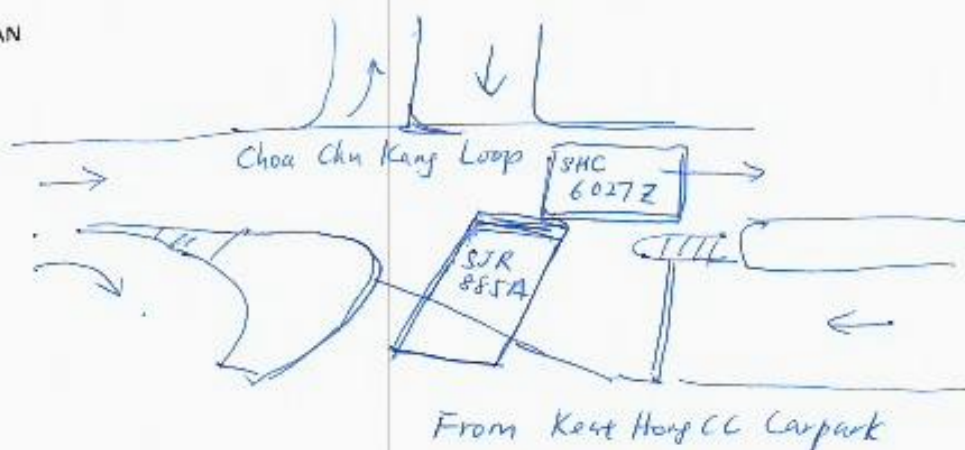 AN
Choa Chu Kang Loop
SHC
6027Z
SJR
885A
From Keat Hong CC Carpark